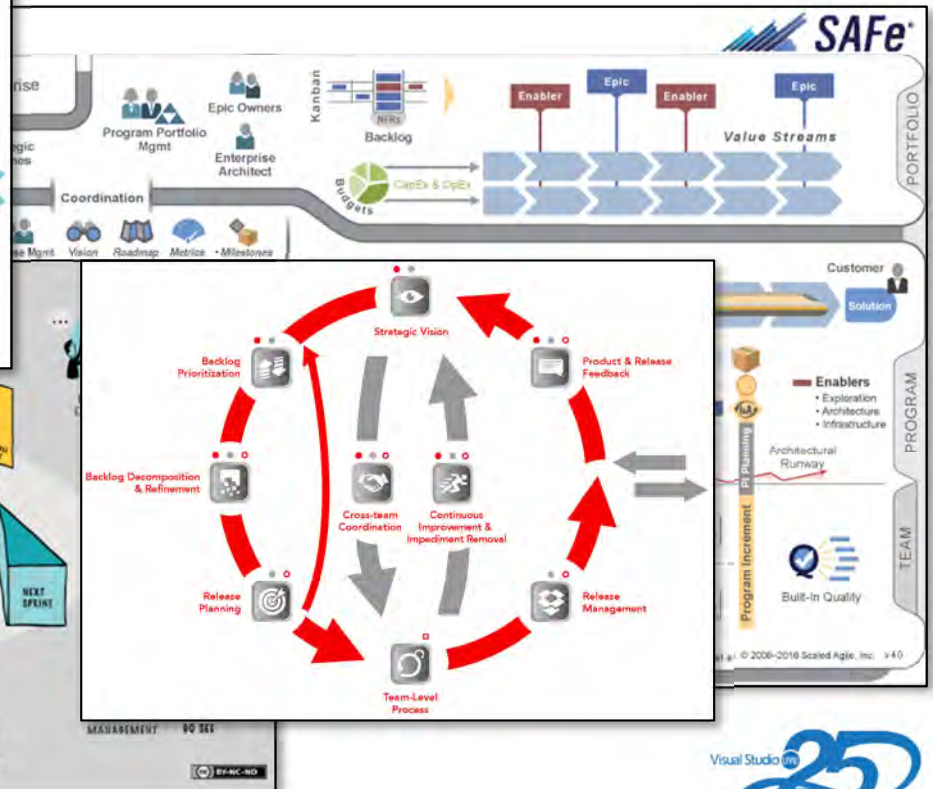 SAFe®
rise
Program Portfolio
Mgmt
Epic Owners
Enterprise
Architect
Kanban
NFRs
Backlog
Enabler
Epic
Enabler
Epic
Value Streams
PORTFOLIO
Budgets
CapEx & OpEx
Coordination
Vision
Roadmap
Metrics
• Milestones
Customer
Solution
Strategic Vision
Backlog
Prioritization
Product & Release
Feedback
Backlog Decomposition
& Refinement
Cross-team
Coordination
Continuous
Improvement &
Impediment Removal
Release
Planning
Release
Management
Team-Level
Process
Enablers
• Exploration
• Architecture
• Infrastructure
PROGRAM
PI Planning
Architectural
Runway
Program Increment
Built-In Quality
TEAM
NEXT
SPRINT
© 2008–2016 Scaled Agile, Inc. v4.0
MANAGEMENT
GO SEE
BY-NC-ND
Visual Studio LIVE
25